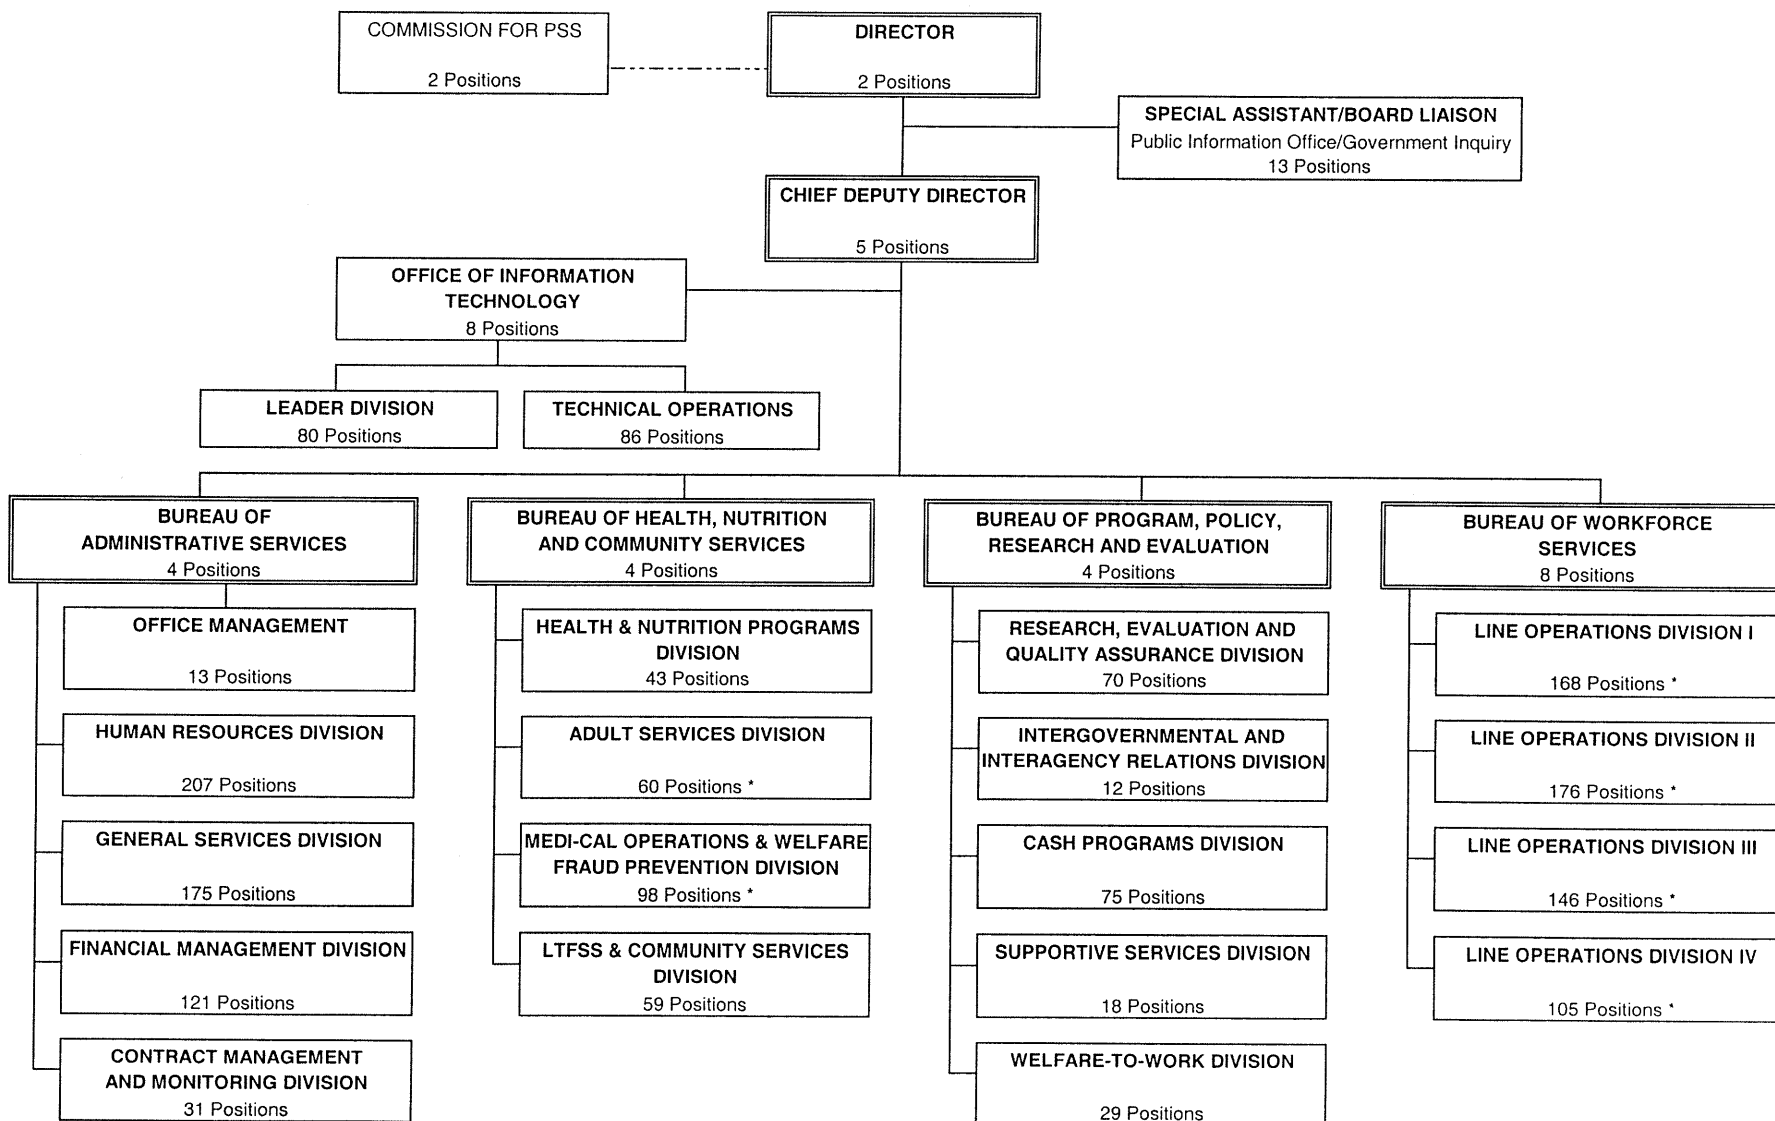 COMMISSION FOR PSS
2 Positions
DIRECTOR
2 Positions
SPECIAL ASSISTANT/BOARD LIAISON
Public Information Office/Government Inquiry
13 Positions
CHIEF DEPUTY DIRECTOR
5 Positions
OFFICE OF INFORMATION
TECHNOLOGY
8 Positions
LEADER DIVISION
80 Positions
TECHNICAL OPERATIONS
86 Positions
BUREAU OF
ADMINISTRATIVE SERVICES
4 Positions
OFFICE MANAGEMENT
13 Positions
HUMAN RESOURCES DIVISION
207 Positions
GENERAL SERVICES DIVISION
175 Positions
FINANCIAL MANAGEMENT DIVISION
121 Positions
CONTRACT MANAGEMENT
AND MONITORING DIVISION
31 Positions
BUREAU OF HEALTH, NUTRITION
AND COMMUNITY SERVICES
4 Positions
HEALTH & NUTRITION PROGRAMS
DIVISION
43 Positions
ADULT SERVICES DIVISION
60 Positions *
MEDI-CAL OPERATIONS & WELFARE
FRAUD PREVENTION DIVISION
98 Positions *
LTFSS & COMMUNITY SERVICES
DIVISION
59 Positions
BUREAU OF PROGRAM, POLICY,
RESEARCH AND EVALUATION
4 Positions
RESEARCH, EVALUATION AND
QUALITY ASSURANCE DIVISION
70 Positions
INTERGOVERNMENTAL AND
INTERAGENCY RELATIONS DIVISION
12 Positions
CASH PROGRAMS DIVISION
75 Positions
SUPPORTIVE SERVICES DIVISION
18 Positions
WELFARE-TO-WORK DIVISION
29 Positions
BUREAU OF WORKFORCE
SERVICES
8 Positions
LINE OPERATIONS DIVISION I
168 Positions *
LINE OPERATIONS DIVISION II
176 Positions *
LINE OPERATIONS DIVISION III
146 Positions *
LINE OPERATIONS DIVISION IV
105 Positions *